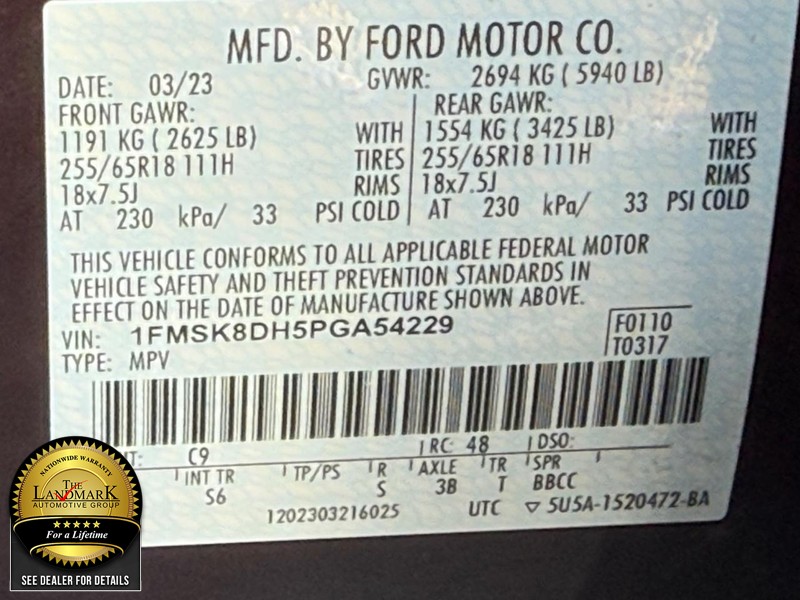 MFD. BY FORD MOTOR CO.
DATE: 03/23 GVWR: 2694 KG ( 5940 LB)
FRONT GAWR: REAR GAWR:
1191 KG ( 2625 LB) WITH 1554 KG ( 3425 LB) WITH
255/65R18 111H TIRES 255/65R18 111H TIRES
18x7.5J RIMS 18x7.5J RIMS
AT 230 kPa/ 33 PSI COLD AT 230 kPa/ 33 PSI COLD
THIS VEHICLE CONFORMS TO ALL APPLICABLE FEDERAL MOTOR
VEHICLE SAFETY AND THEFT PREVENTION STANDARDS IN
EFFECT ON THE DATE OF MANUFACTURE SHOWN ABOVE.
VIN: 1FMSK8DH5PGA54229 F0110
TYPE: MPV T0317
C9 RC: 48 DSO:
INT TR TP/PS R AXLE TR SPR
S6 S 3B T BBCC
1202303216025 UTC ▽ 5U5A-1520472-BA
NATIONWIDE WARRANTY
THE
LANDMARK
AUTOMOTIVE GROUP
For a Lifetime
SEE DEALER FOR DETAILS